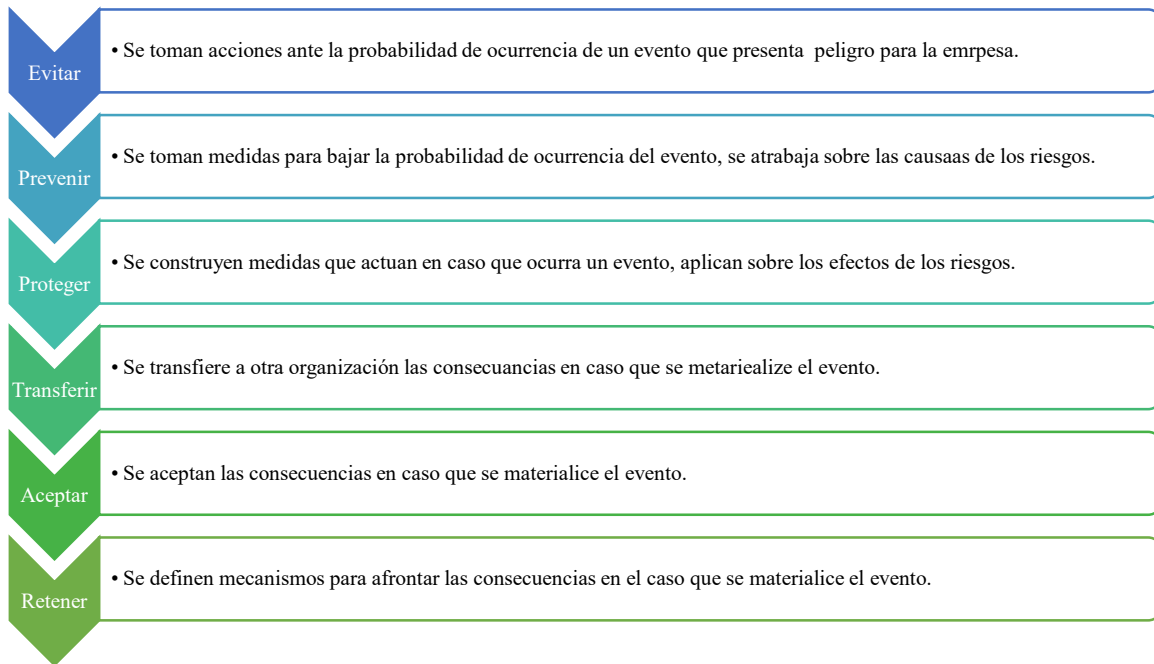 Evitar
• Se toman acciones ante la probabilidad de ocurrencia de un evento que presenta  peligro para la emrpesa.
Prevenir
• Se toman medidas para bajar la probabilidad de ocurrencia del evento, se atrabaja sobre las causaas de los riesgos.
Proteger
• Se construyen medidas que actuan en caso que ocurra un evento, aplican sobre los efectos de los riesgos.
Transferir
• Se transfiere a otra organización las consecuancias en caso que se metariealize el evento.
Aceptar
• Se aceptan las consecuencias en caso que se materialice el evento.
Retener
• Se definen mecanismos para afrontar las consecuencias en el caso que se materialice el evento.